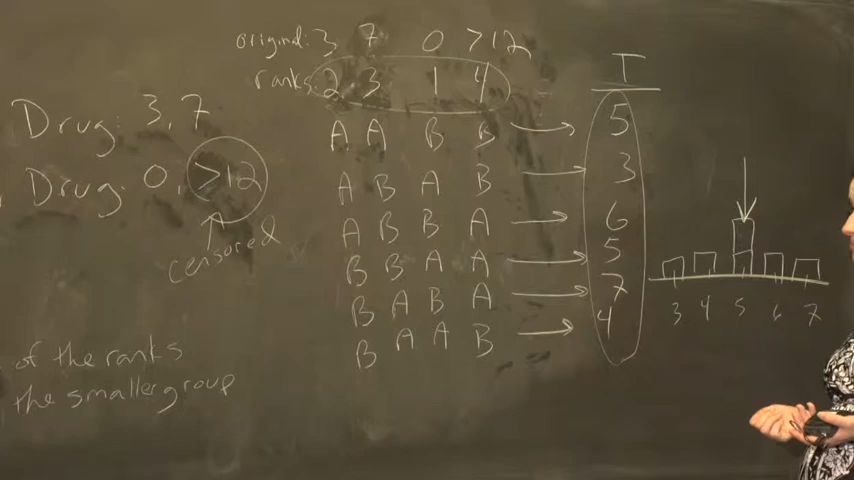 original: 3 7 0 >12
ranks: 2 3 1 4
T
Drug: 3, 7
Drug: 0, >12
censored
A A B B → 5
A B A B → 3
A B B A → 6
B B A A → 5
B A B A → 7
B A A B → 4
3 4 5 6 7
of the ranks
the smaller group